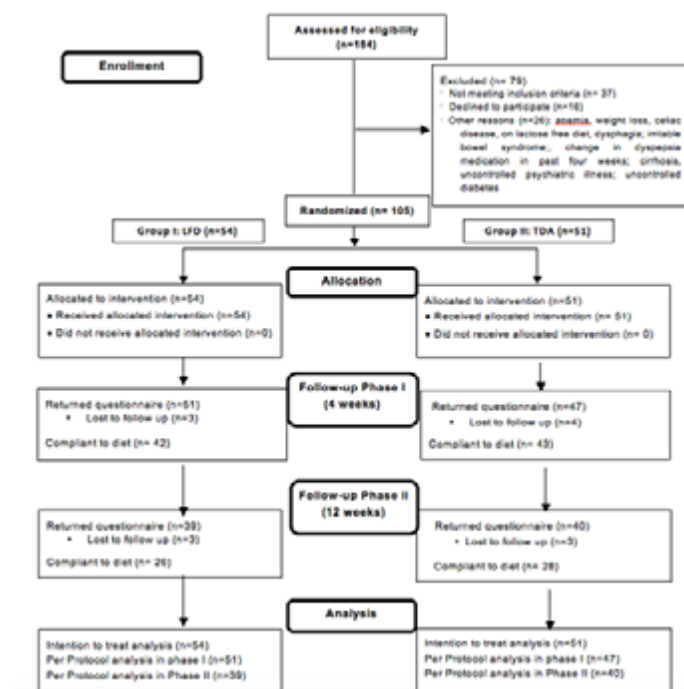 Assessed for eligibility
(n=184)
Enrollment
Excluded (n= 79)
Not meeting inclusion criteria (n= 37)
Declined to participate (n=16)
Other reasons (n=26): anemia, weight loss, celiac
disease, on lactose free diet, dysphagia; irritable
bowel syndrome;, change in dyspepsia
medication in past four weeks; cirrhosis,
uncontrolled psychiatric illness; uncontrolled
diabetes
Randomized (n= 105)
Group I: LFD (n=54)
Group II: TDA (n=51)
Allocation
Allocated to intervention (n=54)
• Received allocated intervention (n=54)
• Did not receive allocated intervention (n=0)
Allocated to intervention (n=51)
• Received allocated intervention (n= 51)
• Did not receive allocated intervention (n= 0)
Follow-up Phase I
(4 weeks)
Returned questionnaire (n=51)
• Lost to follow up (n=3)
Compliant to diet (n= 42)
Returned questionnaire (n=47)
• Lost to follow up (n=4)
Compliant to diet (n= 43)
Follow-up Phase II
(12 weeks)
Returned questionnaire (n=39)
• Lost to follow up (n=3)
Compliant to diet (n= 26)
Returned questionnaire (n=40)
• Lost to follow up (n=3)
Compliant to diet (n= 28)
Analysis
Intention to treat analysis (n=54)
Per Protocol analysis in phase I (n=51)
Per Protocol analysis in Phase II (n=39)
Intention to treat analysis (n=51)
Per Protocol analysis in phase I (n=47)
Per Protocol analysis in Phase II (n=40)